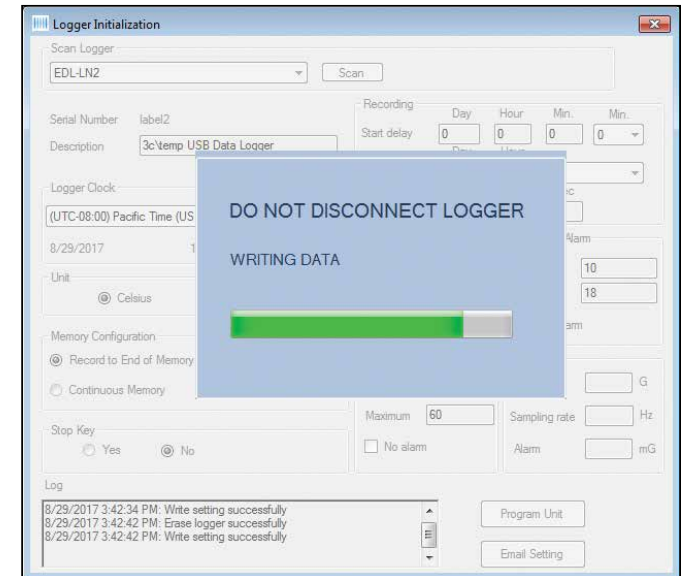 Logger Initialization
Scan Logger
EDL-LN2
Scan
Serial Number label2
Description 3c\temp USB Data Logger
Recording
Day Hour Min. Min.
Start delay 0 0 0 0
Logger Clock
(UTC-08:00) Pacific Time (US
8/29/2017 1
DO NOT DISCONNECT LOGGER
WRITING DATA
10
18
Unit
Celsius
Memory Configuration
Record to End of Memory
Continuous Memory
G
Maximum 60
Sampling rate Hz
No alarm
Alarm mG
Stop Key
Yes No
Log
8/29/2017 3:42:34 PM: Write setting successfully
8/29/2017 3:42:42 PM: Erase logger successfully
8/29/2017 3:42:42 PM: Write setting successfully
Program Unit
Email Setting